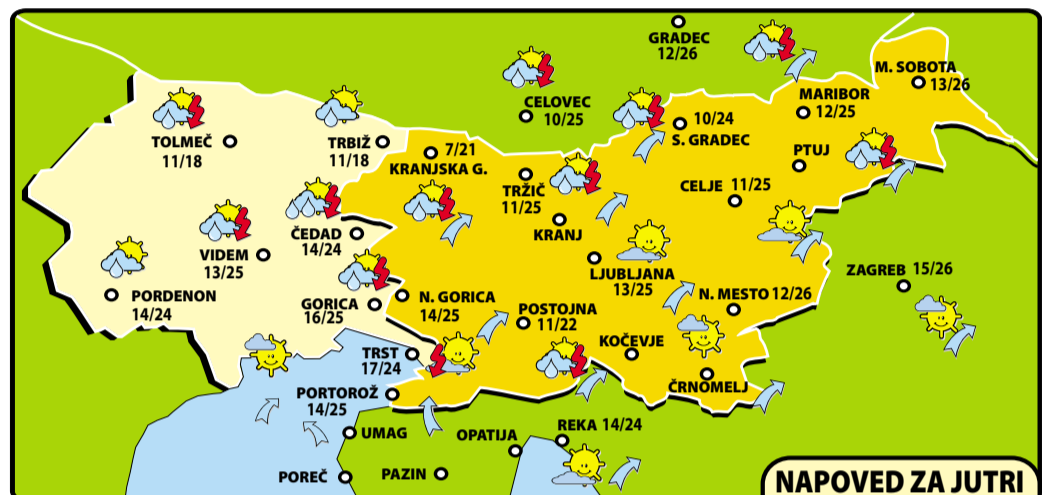 GRADEC
12/26
M. SOBOTA
13/26
CELOVEC
10/25
MARIBOR
12/25
10/24
S. GRADEC
TOLMEČ
11/18
TRBIŽ
11/18
7/21
KRANJSKA G.
PTUJ
TRŽIČ
11/25
CELJE 11/25
KRANJ
ČEDAD
14/24
VIDEM
13/25
LJUBLJANA
13/25
ZAGREB 15/26
PORDENON
14/24
GORICA
16/25
N. GORICA
14/25
POSTOJNA
11/22
N. MESTO 12/26
KOČEVJE
TRST
17/24
ČRNOMELJ
PORTOROŽ
14/25
UMAG
OPATIJA
REKA 14/24
POREČ
PAZIN
NAPOVED ZA JUTRI